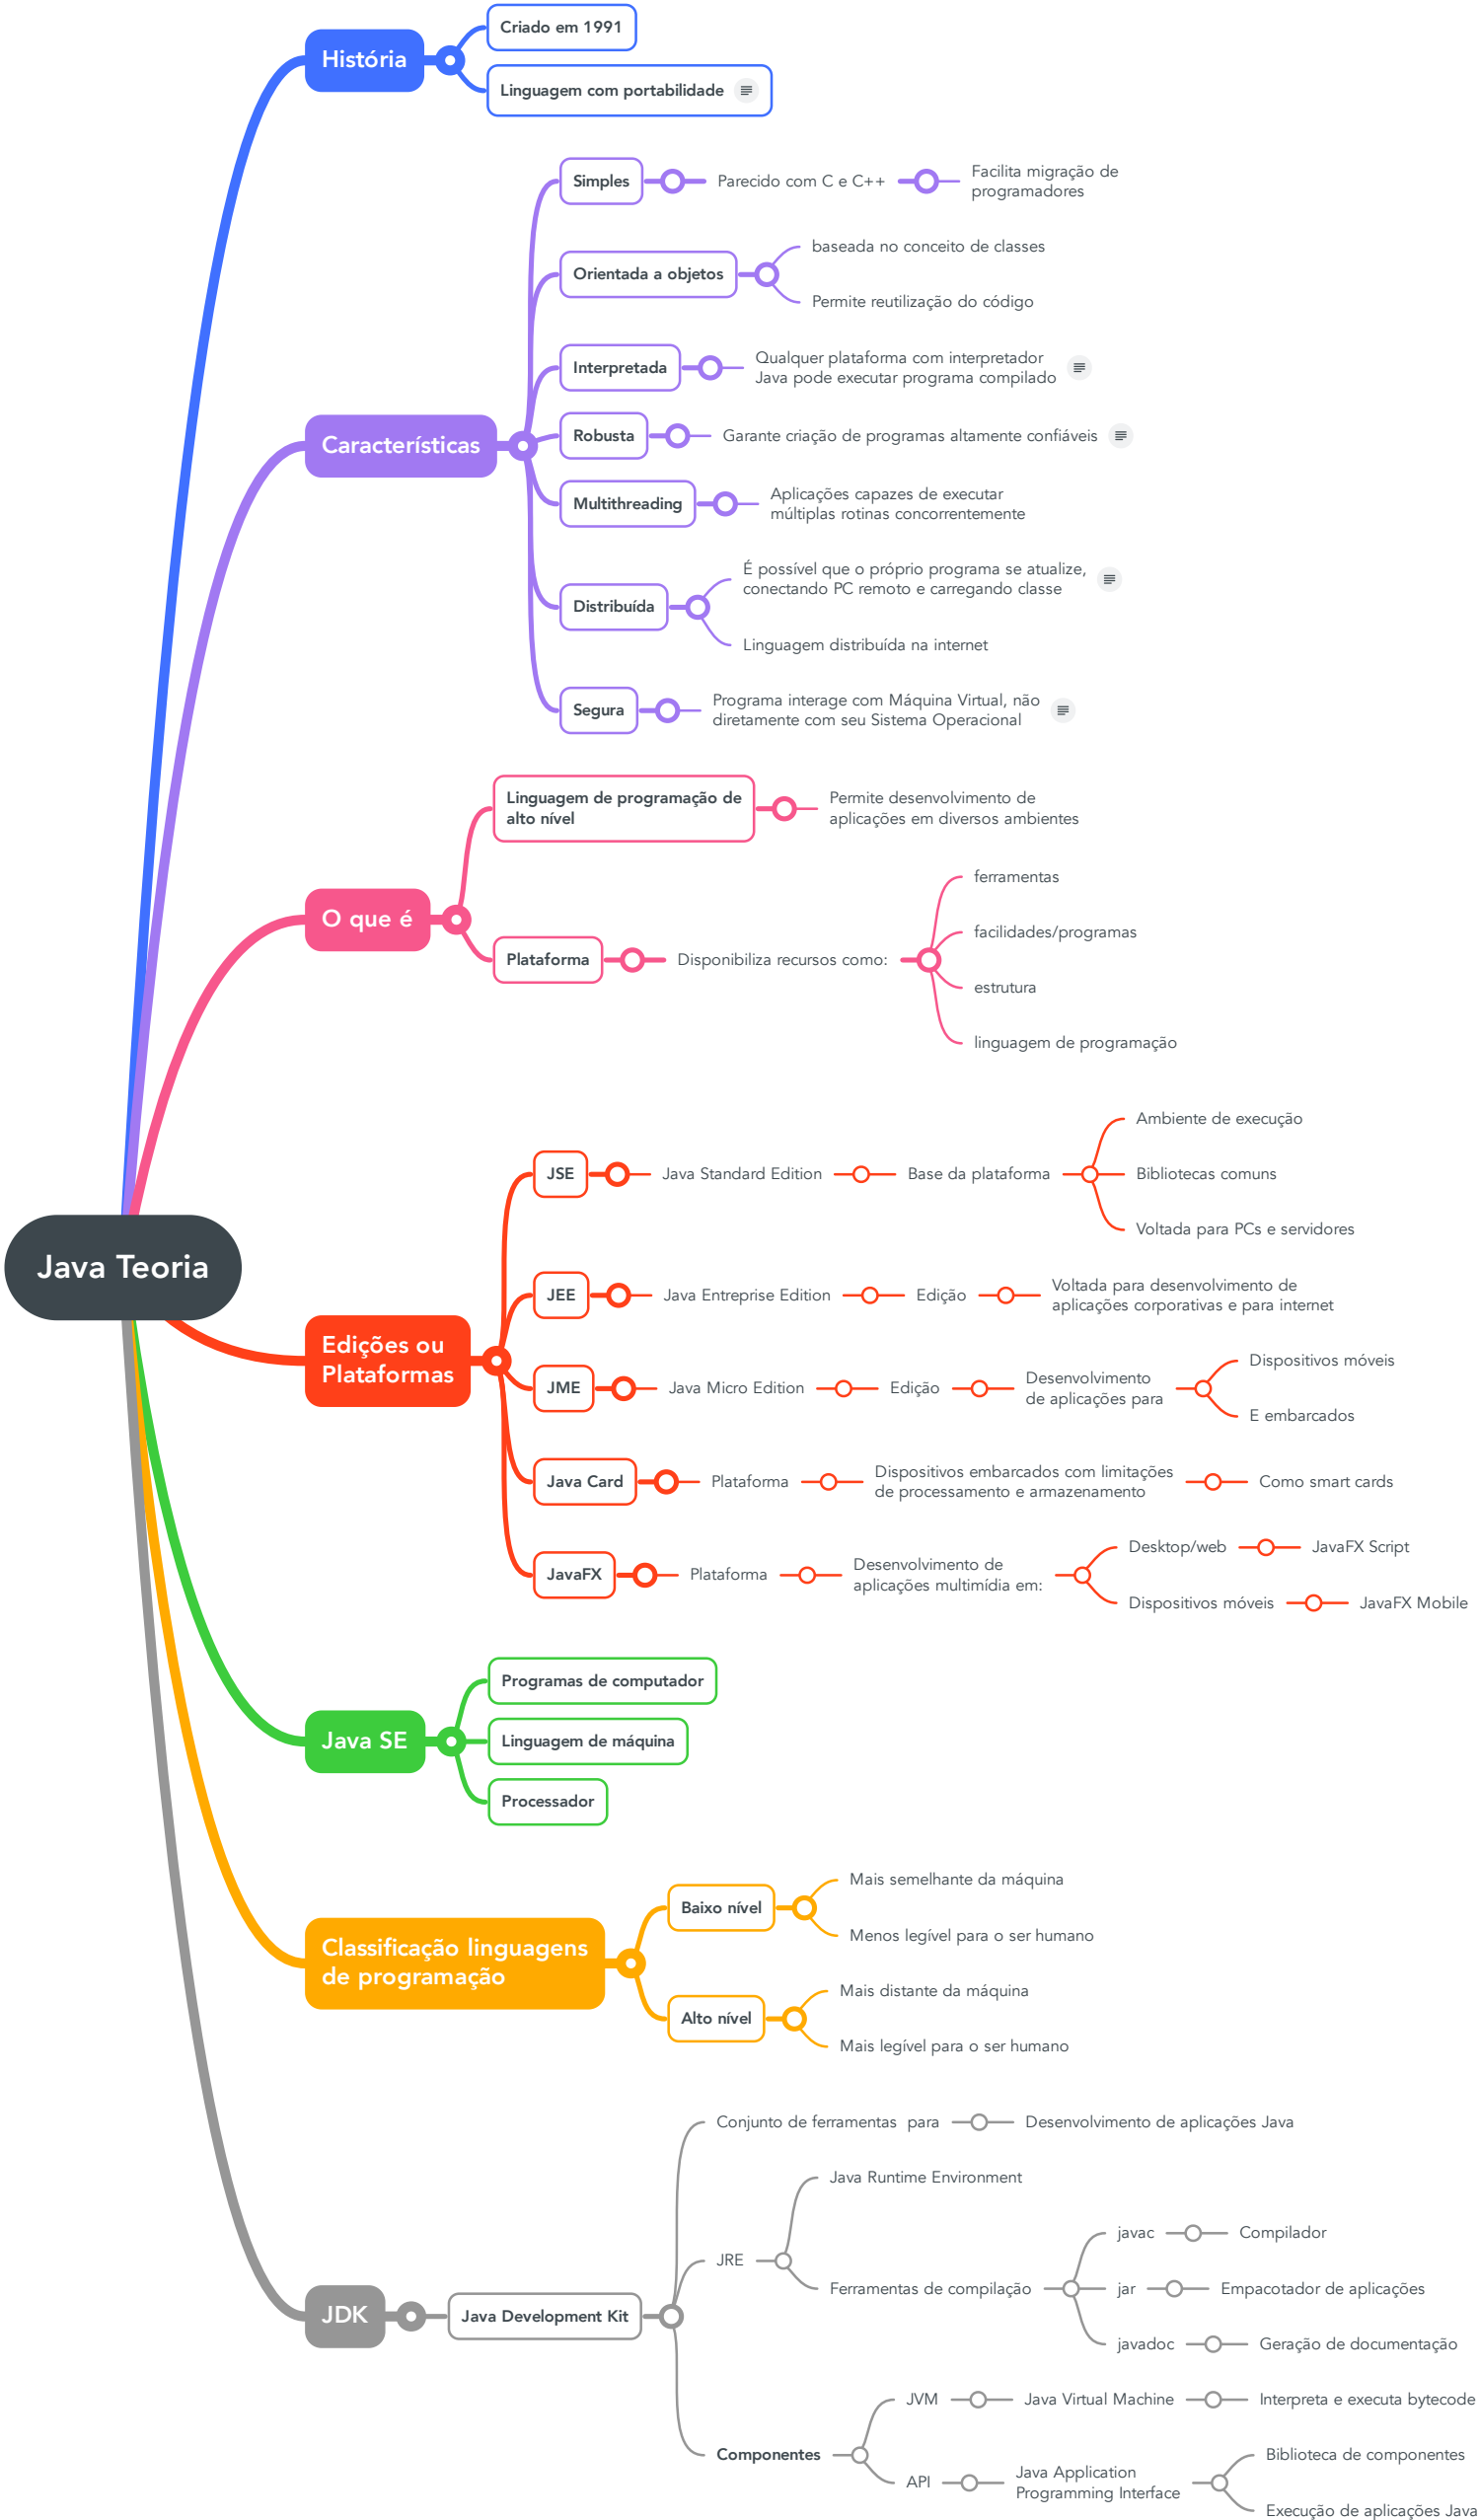 Java Teoria
História
Criado em 1991
Linguagem com portabilidade
Características
Simples
Parecido com C e C++
Facilita migração de
programadores
Orientada a objetos
baseada no conceito de classes
Permite reutilização do código
Interpretada
Qualquer plataforma com interpretador
Java pode executar programa compilado
Robusta
Garante criação de programas altamente confiáveis
Multithreading
Aplicações capazes de executar
múltiplas rotinas concorrentemente
Distribuída
É possível que o próprio programa se atualize,
conectando PC remoto e carregando classe
Linguagem distribuída na internet
Segura
Programa interage com Máquina Virtual, não
diretamente com seu Sistema Operacional
O que é
Linguagem de programação de
alto nível
Permite desenvolvimento de
aplicações em diversos ambientes
Plataforma
Disponibiliza recursos como:
ferramentas
facilidades/programas
estrutura
linguagem de programação
Edições ou
Plataformas
JSE
Java Standard Edition
Base da plataforma
Ambiente de execução
Bibliotecas comuns
Voltada para PCs e servidores
JEE
Java Entreprise Edition
Edição
Voltada para desenvolvimento de
aplicações corporativas e para internet
JME
Java Micro Edition
Edição
Desenvolvimento
de aplicações para
Dispositivos móveis
E embarcados
Java Card
Plataforma
Dispositivos embarcados com limitações
de processamento e armazenamento
Como smart cards
JavaFX
Plataforma
Desenvolvimento de
aplicações multimídia em:
Desktop/web
JavaFX Script
Dispositivos móveis
JavaFX Mobile
Java SE
Programas de computador
Linguagem de máquina
Processador
Classificação linguagens
de programação
Baixo nível
Mais semelhante da máquina
Menos legível para o ser humano
Alto nível
Mais distante da máquina
Mais legível para o ser humano
JDK
Java Development Kit
Conjunto de ferramentas  para
Desenvolvimento de aplicações Java
JRE
Java Runtime Environment
Ferramentas de compilação
javac
Compilador
jar
Empacotador de aplicações
javadoc
Geração de documentação
Componentes
JVM
Java Virtual Machine
Interpreta e executa bytecode
API
Java Application
Programming Interface
Biblioteca de componentes
Execução de aplicações Java